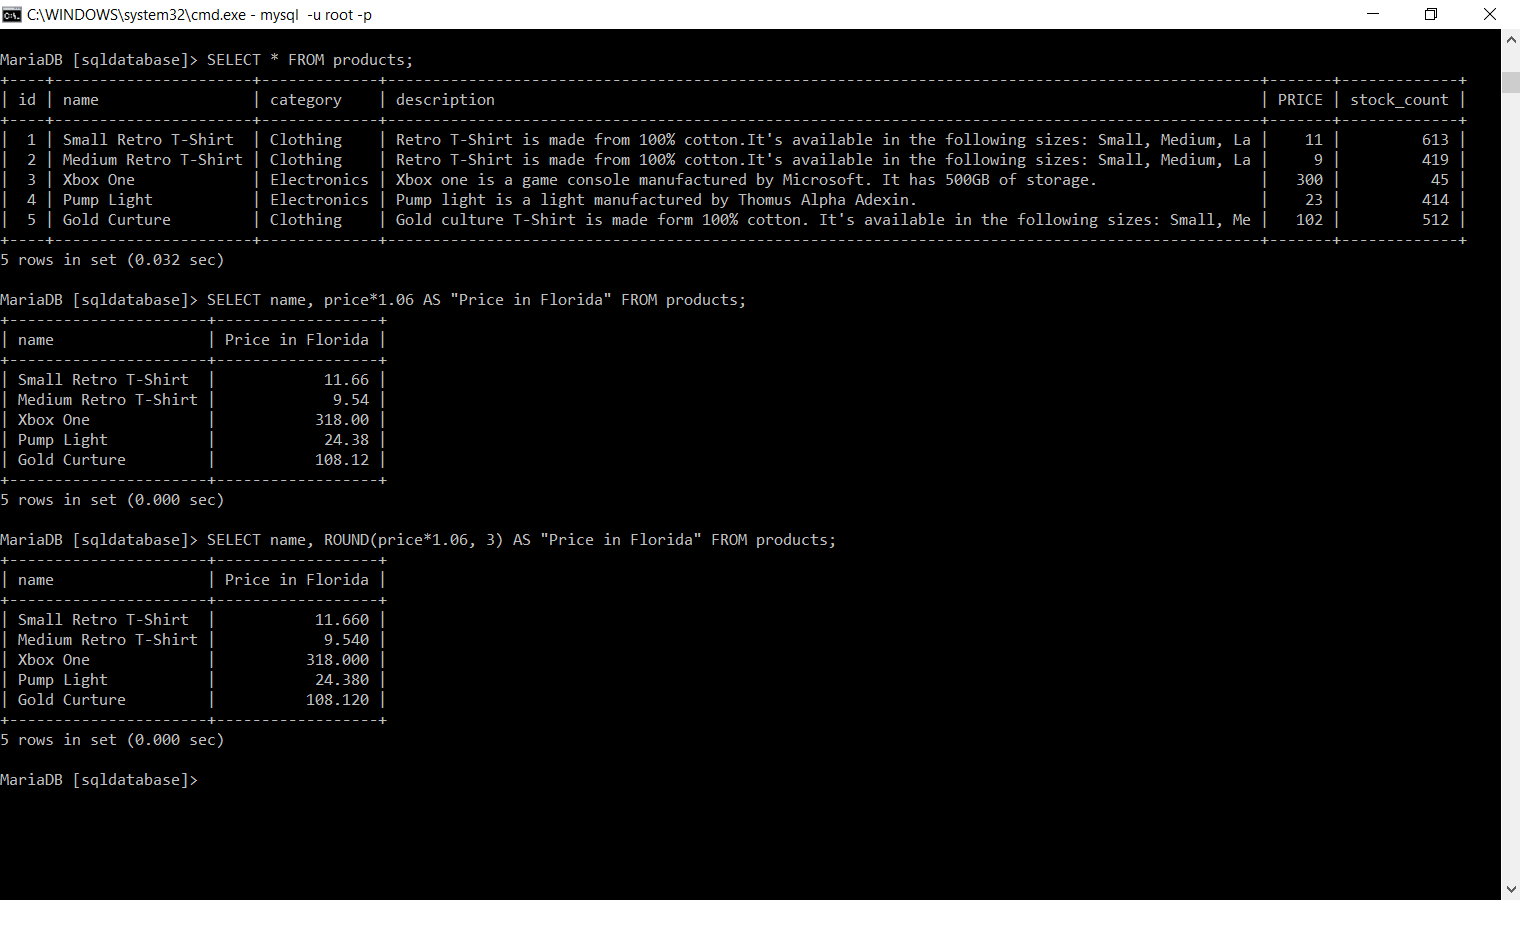 C:\WINDOWS\system32\cmd.exe - mysql  -u root -p
MariaDB [sqldatabase]> SELECT * FROM products;
+----+----------------------+-------------+-------------------------------------------------------------------------------------------------+-------+-------------+
| id | name                 | category    | description                                                                                     | PRICE | stock_count |
+----+----------------------+-------------+-------------------------------------------------------------------------------------------------+-------+-------------+
|  1 | Small Retro T-Shirt  | Clothing    | Retro T-Shirt is made from 100% cotton.It's available in the following sizes: Small, Medium, La |    11 |         613 |
|  2 | Medium Retro T-Shirt | Clothing    | Retro T-Shirt is made from 100% cotton.It's available in the following sizes: Small, Medium, La |     9 |         419 |
|  3 | Xbox One             | Electronics | Xbox one is a game console manufactured by Microsoft. It has 500GB of storage.                  |   300 |          45 |
|  4 | Pump Light           | Electronics | Pump light is a light manufactured by Thomus Alpha Adexin.                                      |    23 |         414 |
|  5 | Gold Curture         | Clothing    | Gold culture T-Shirt is made form 100% cotton. It's available in the following sizes: Small, Me |   102 |         512 |
+----+----------------------+-------------+-------------------------------------------------------------------------------------------------+-------+-------------+
5 rows in set (0.032 sec)
MariaDB [sqldatabase]> SELECT name, price*1.06 AS "Price in Florida" FROM products;
+----------------------+------------------+
| name                 | Price in Florida |
+----------------------+------------------+
| Small Retro T-Shirt  |            11.66 |
| Medium Retro T-Shirt |             9.54 |
| Xbox One             |           318.00 |
| Pump Light           |            24.38 |
| Gold Curture         |           108.12 |
+----------------------+------------------+
5 rows in set (0.000 sec)
MariaDB [sqldatabase]> SELECT name, ROUND(price*1.06, 3) AS "Price in Florida" FROM products;
+----------------------+------------------+
| name                 | Price in Florida |
+----------------------+------------------+
| Small Retro T-Shirt  |           11.660 |
| Medium Retro T-Shirt |            9.540 |
| Xbox One             |          318.000 |
| Pump Light           |           24.380 |
| Gold Curture         |          108.120 |
+----------------------+------------------+
5 rows in set (0.000 sec)
MariaDB [sqldatabase]>